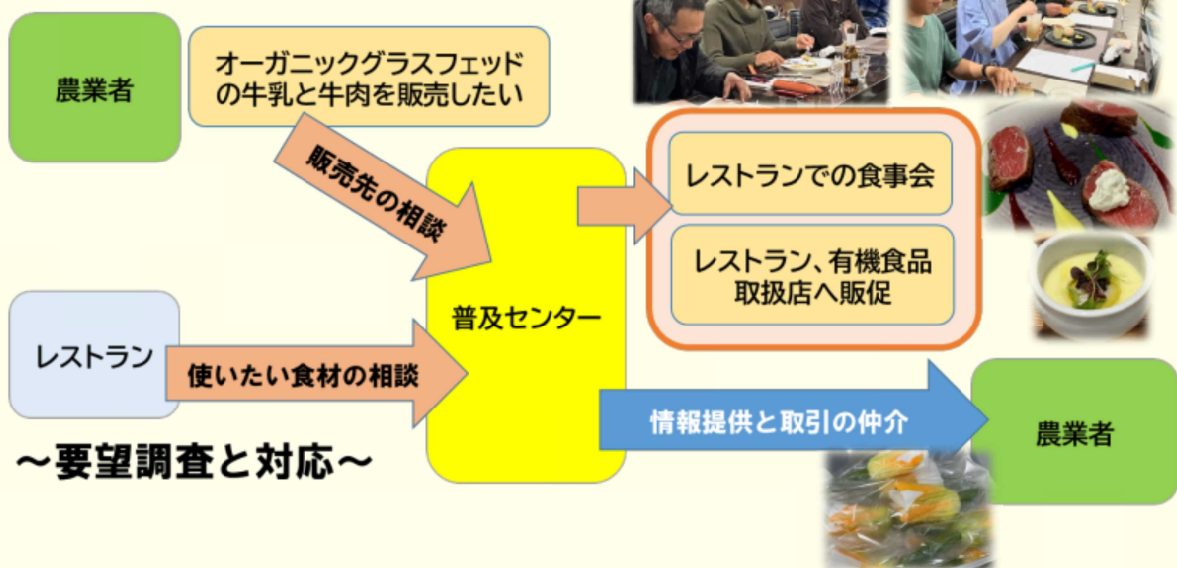 農業者
オーガニックグラスフェッド
の牛乳と牛肉を販売したい
販売先の相談
レストランでの食事会
レストラン、有機食品
取扱店へ販促
普及センター
レストラン
使いたい食材の相談
情報提供と取引の仲介
農業者
～要望調査と対応～